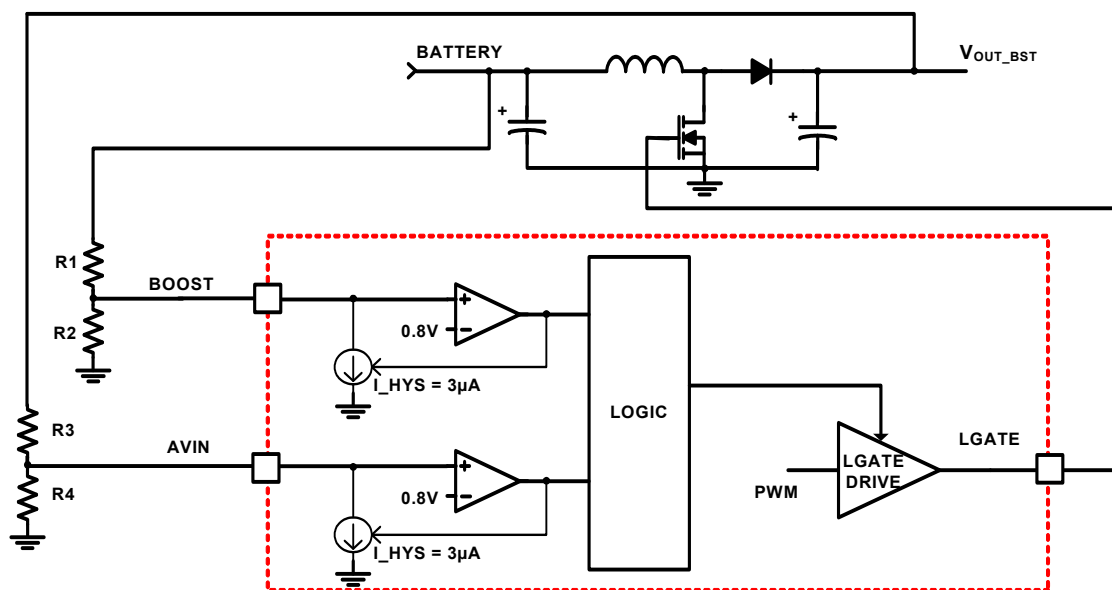 BATTERY
VOUT_BST
+
+
R1
BOOST
R2
+
0.8V
−
I_HYS = 3µA
LOGIC
R3
AVIN
R4
+
0.8V
−
I_HYS = 3µA
LGATE
DRIVE
PWM
LGATE